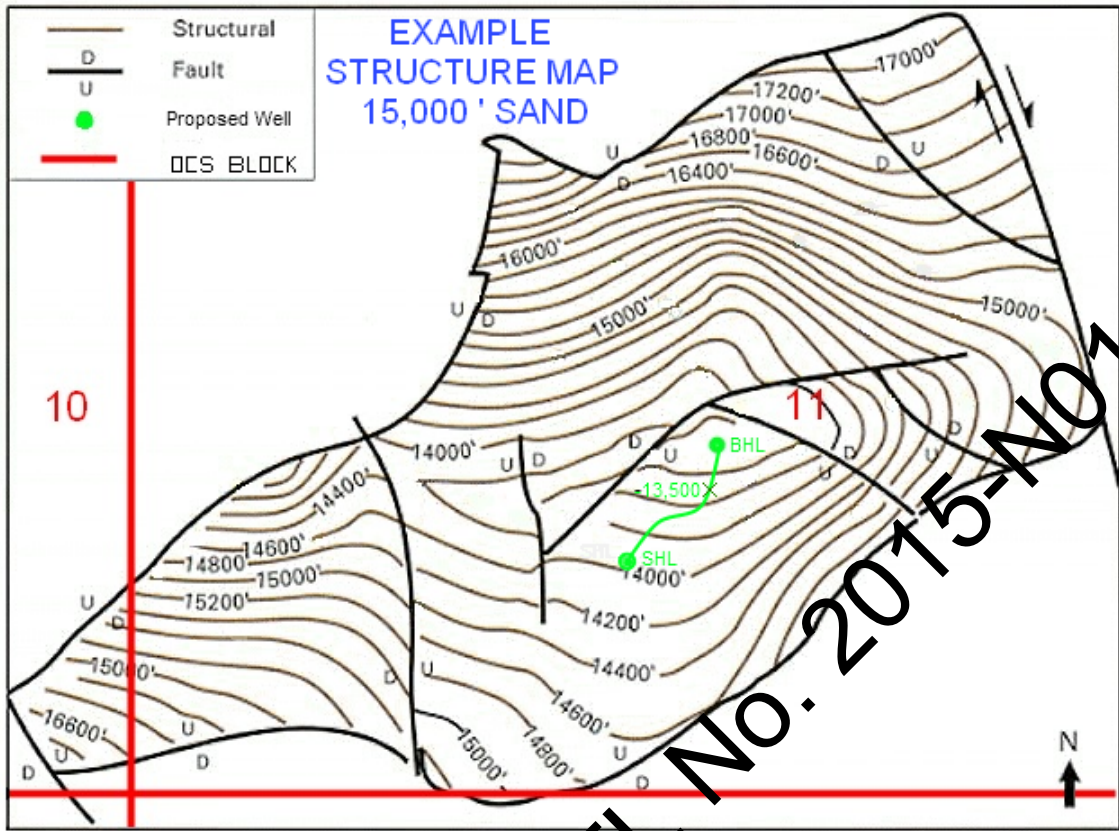 Structural
D
Fault
U
Proposed Well
OCS BLOCK
EXAMPLE
STRUCTURE MAP
15,000 ' SAND
17000'
17200'
17000'
16800'
16600'
16400'
U
D
D
U
16000'
15000'
15000'
U
D
10
11
14000'
U
D
D
U
BHL
D
U
D
U
-13,500
14400'
SHL
14000'
14600'
14800'
15000'
15200'
14200'
U
D
15000'
14400'
D
U
14600'
16600'
U
D
U
D
15000'
14800'
U
D
N
No. 2015-N01